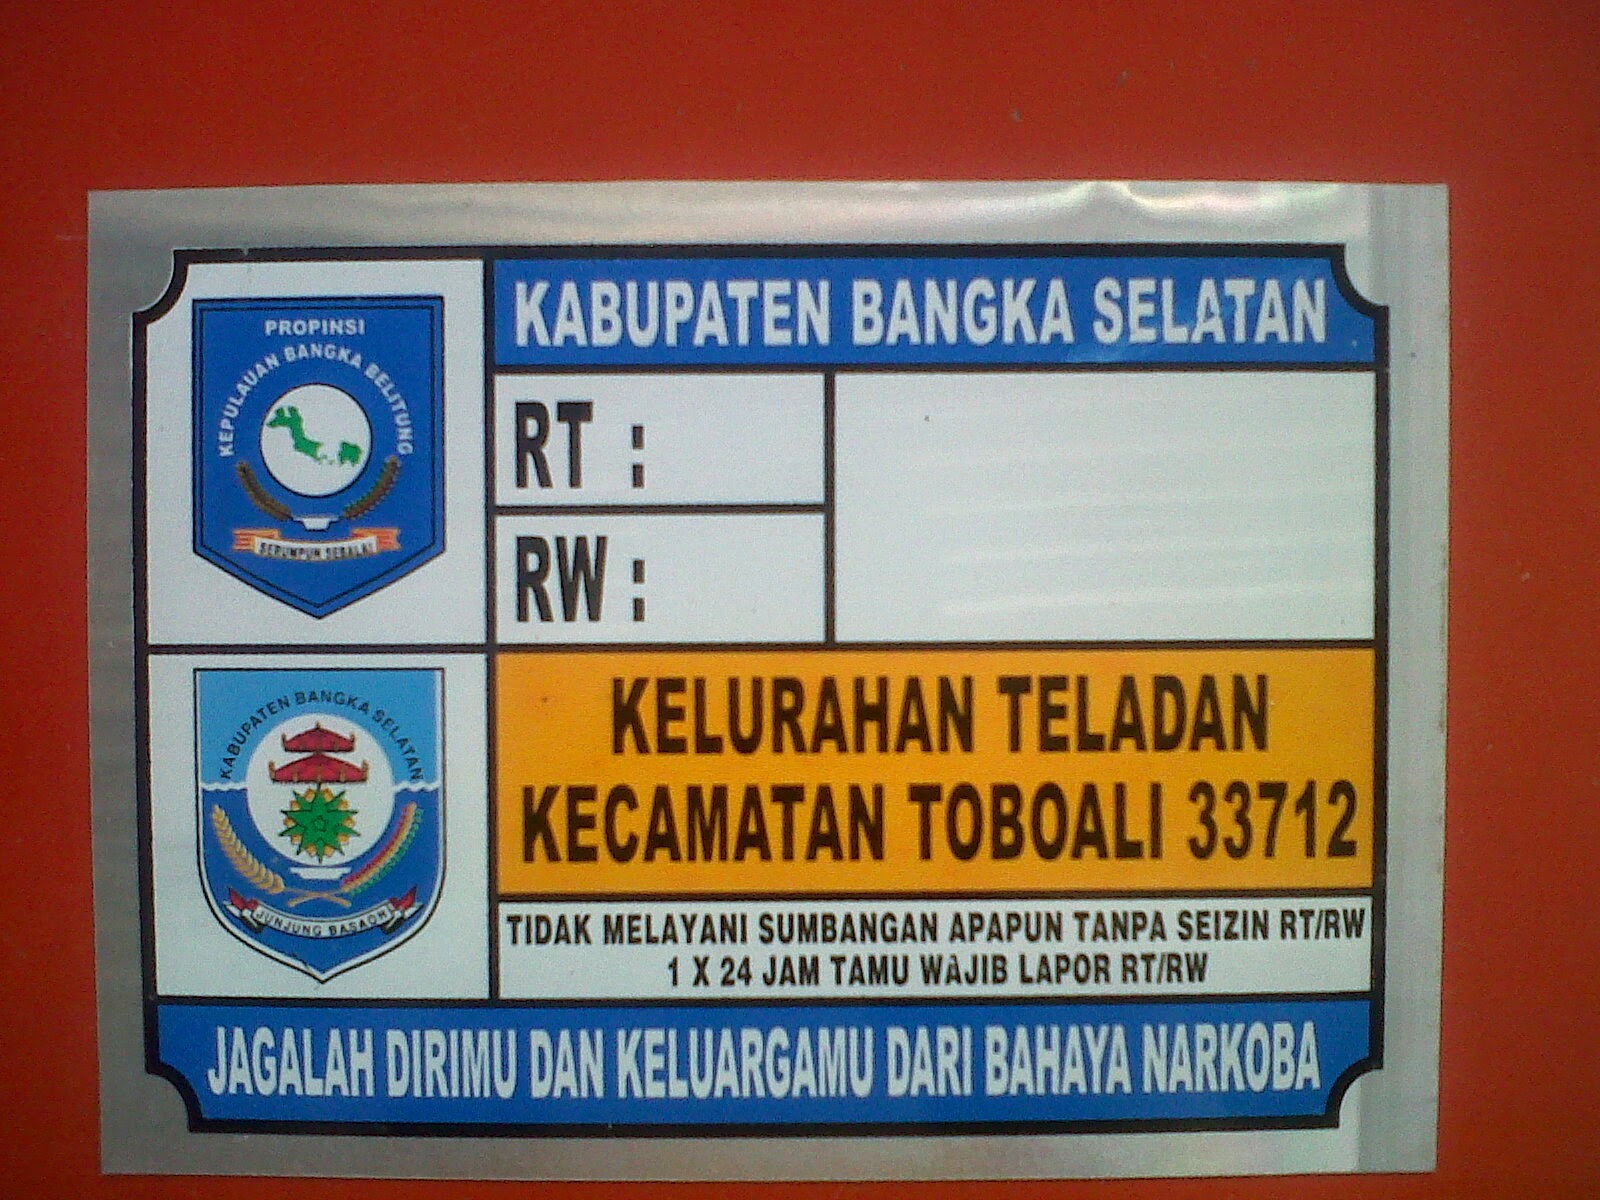 PROPINSI
KEPULAUAN BANGKA BELITUNG
SERUMPUN SEBALAI
KABUPATEN BANGKA SELATAN
RT :
RW :
KABUPATEN BANGKA SELATAN
JUNJUNG BESAOH
KELURAHAN TELADAN
KECAMATAN TOBOALI 33712
TIDAK MELAYANI SUMBANGAN APAPUN TANPA SEIZIN RT/RW
1 X 24 JAM TAMU WAJIB LAPOR RT/RW
JAGALAH DIRIMU DAN KELUARGAMU DARI BAHAYA NARKOBA